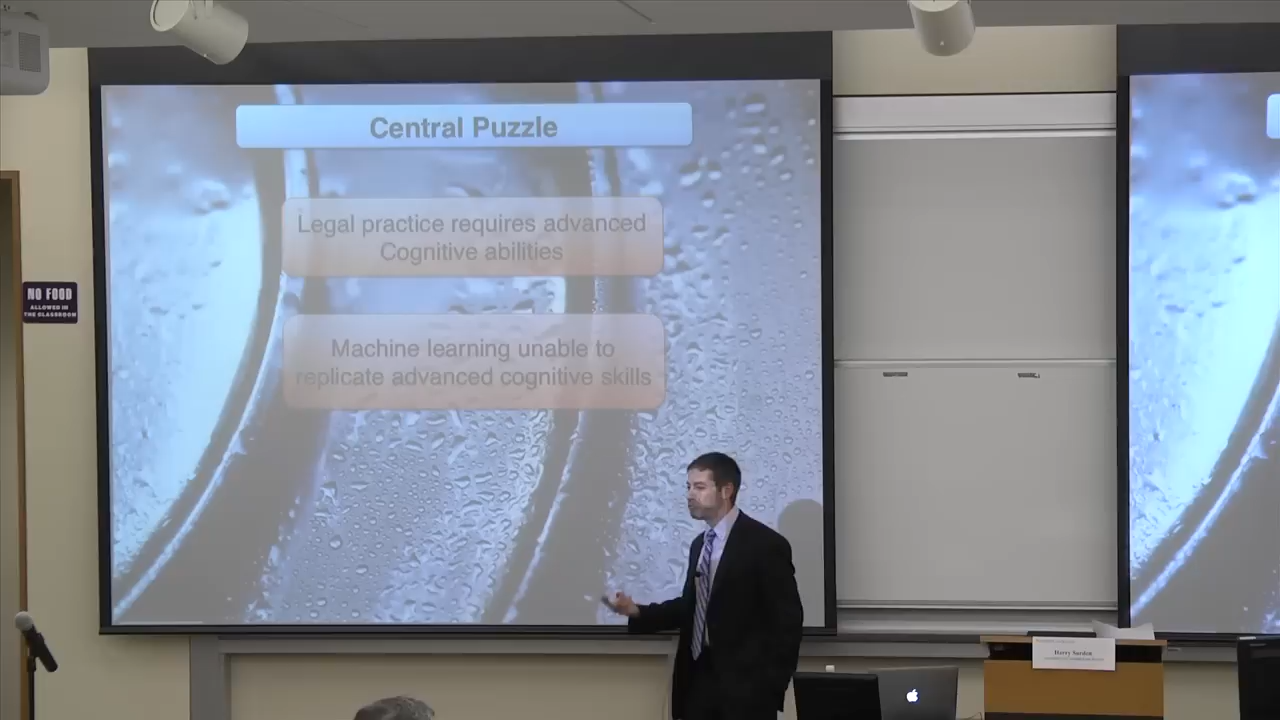 Central Puzzle
Legal practice requires advanced
Cognitive abilities
Machine learning unable to
replicate advanced cognitive skills
NO FOOD
ALLOWED IN
THE CLASSROOM
Harry Surden